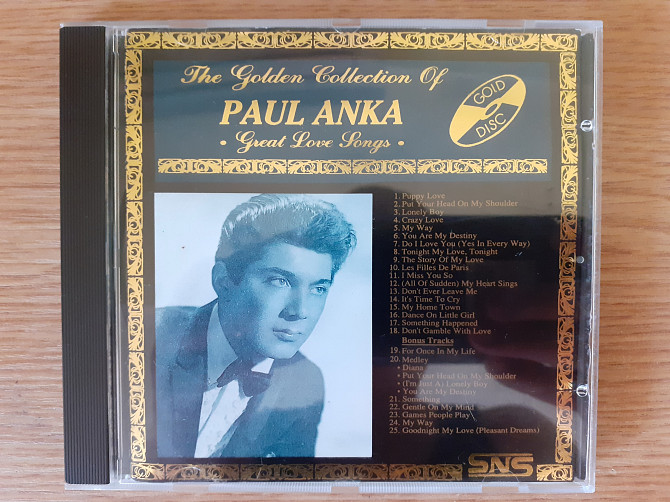 The Golden Collection Of
PAUL ANKA
• Great Love Songs •
GOLD
DISC
1. Puppy Love
2. Put Your Head On My Shoulder
3. Lonely Boy
4. Crazy Love
5. My Way
6. You Are My Destiny
7. Do I Love You (Yes In Every Way)
8. Tonight My Love, Tonight
9. The Story Of My Love
10. Les Filles De Paris
11. I Miss You So
12. (All Of Sudden) My Heart Sings
13. Don't Ever Leave Me
14. It's Time To Cry
15. My Home Town
16. Dance On Little Girl
17. Something Happened
18. Don't Gamble With Love
Bonus Tracks
19. For Once In My Life
20. Medley
• Diana
• Put Your Head On My Shoulder
• (I'm Just A) Lonely Boy
• You Are My Destiny
21. Something
22. Gentle On My Mind
23. Games People Play
24. My Way
25. Goodnight My Love (Pleasant Dreams)
SNS